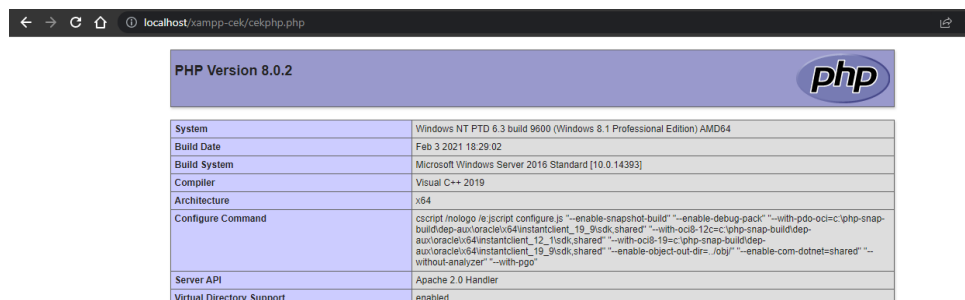 localhost/xampp-cek/cekphp.php
PHP Version 8.0.2
php
System Windows NT PTD 6.3 build 9600 (Windows 8.1 Professional Edition) AMD64
Build Date Feb 3 2021 18:29:02
Build System Microsoft Windows Server 2016 Standard [10.0.14393]
Compiler Visual C++ 2019
Architecture x64
Configure Command cscript /nologo /e:jscript configure.js "--enable-snapshot-build" "--enable-debug-pack" "--with-pdo-oci=c:\php-snap-
build\dep-aux\oracle\x64\instantclient_19_9\sdk,shared" "--with-oci8-12c=c:\php-snap-build\dep-
aux\oracle\x64\instantclient_12_1\sdk,shared" "--with-oci8-19=c:\php-snap-build\dep-
aux\oracle\x64\instantclient_19_9\sdk,shared" "--enable-object-out-dir=../obj/" "--enable-com-dotnet=shared" "--
without-analyzer" "--with-pgo"
Server API Apache 2.0 Handler
Virtual Directory Support enabled